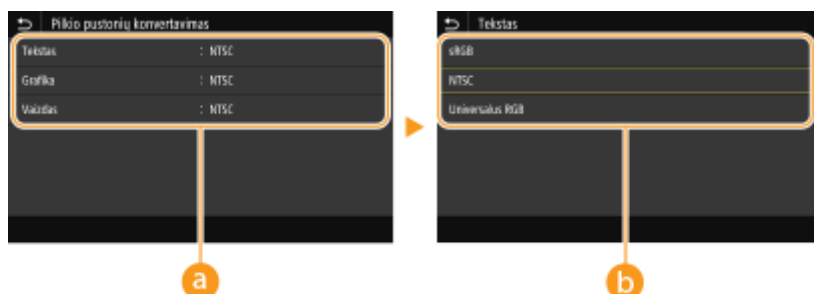 Pilkio pustonių konvertavimas
Tekstas : NTSC
Grafika : NTSC
Vaizdas : NTSC
a
Tekstas
sRGB
NTSC
Universalus RGB
b